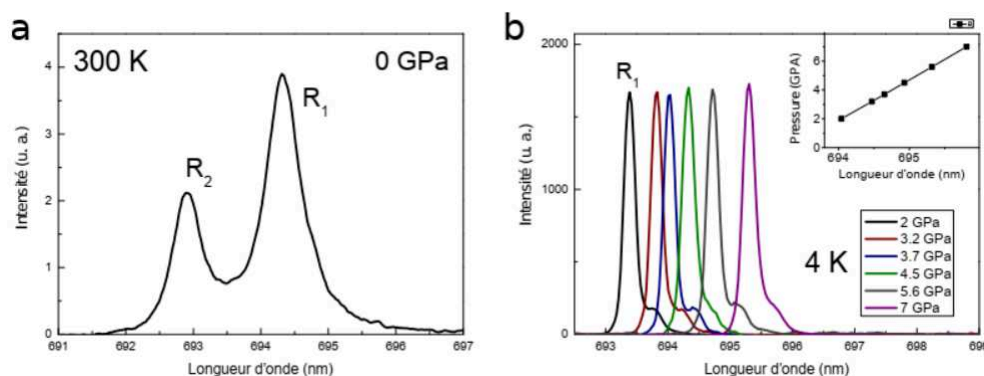 a
300 K
0 GPa
R1
R2
Intensité (u. a.)
4
3
2
1
0
691 692 693 694 695 696 697
Longueur d'onde (nm)
b
R1
4 K
Intensité (u. a.)
2000
1000
0
693 694 695 696 697 698
Longueur d'onde (nm)
Pressure (GPA)
6
4
2
0
694 695
Longueur d'onde (nm)
2 GPa
3.2 GPa
3.7 GPa
4.5 GPa
5.6 GPa
7 GPa